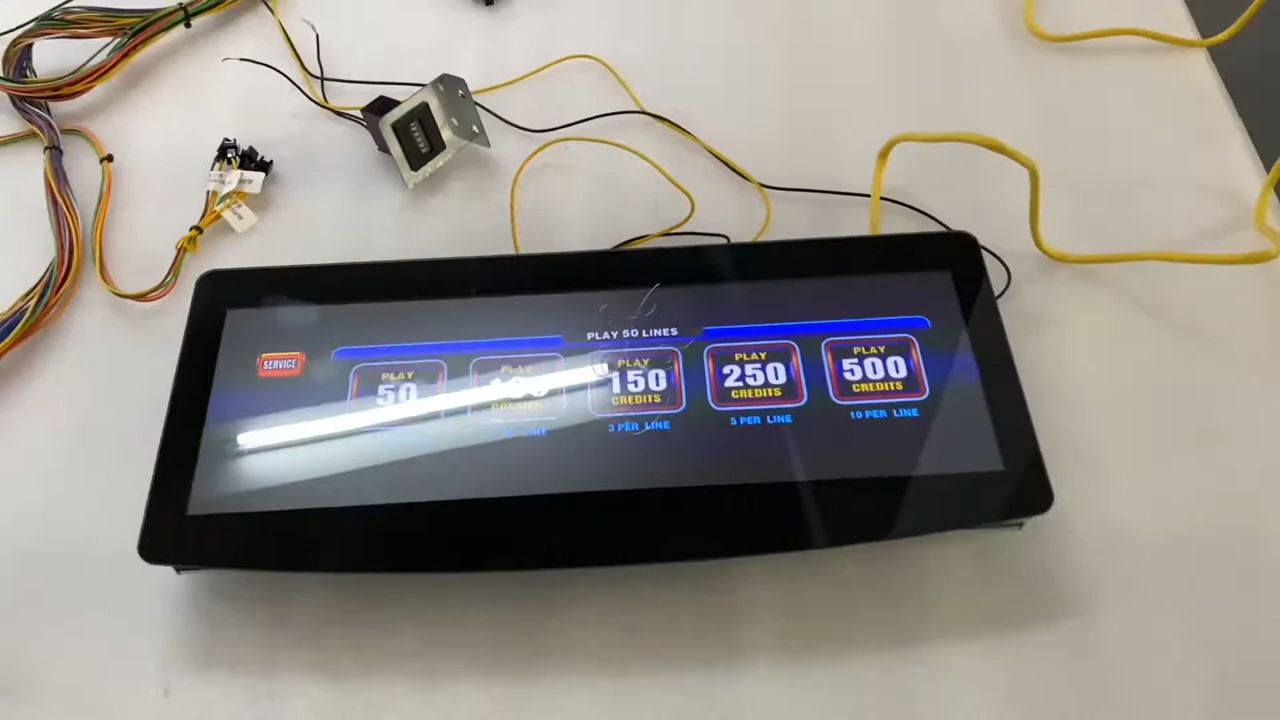 PLAY 50 LINES
SERVICE
PLAY
50
PLAY
PLAY
150
CREDITS
3 PER LINE
PLAY
250
CREDITS
5 PER LINE
PLAY
500
CREDITS
10 PER LINE